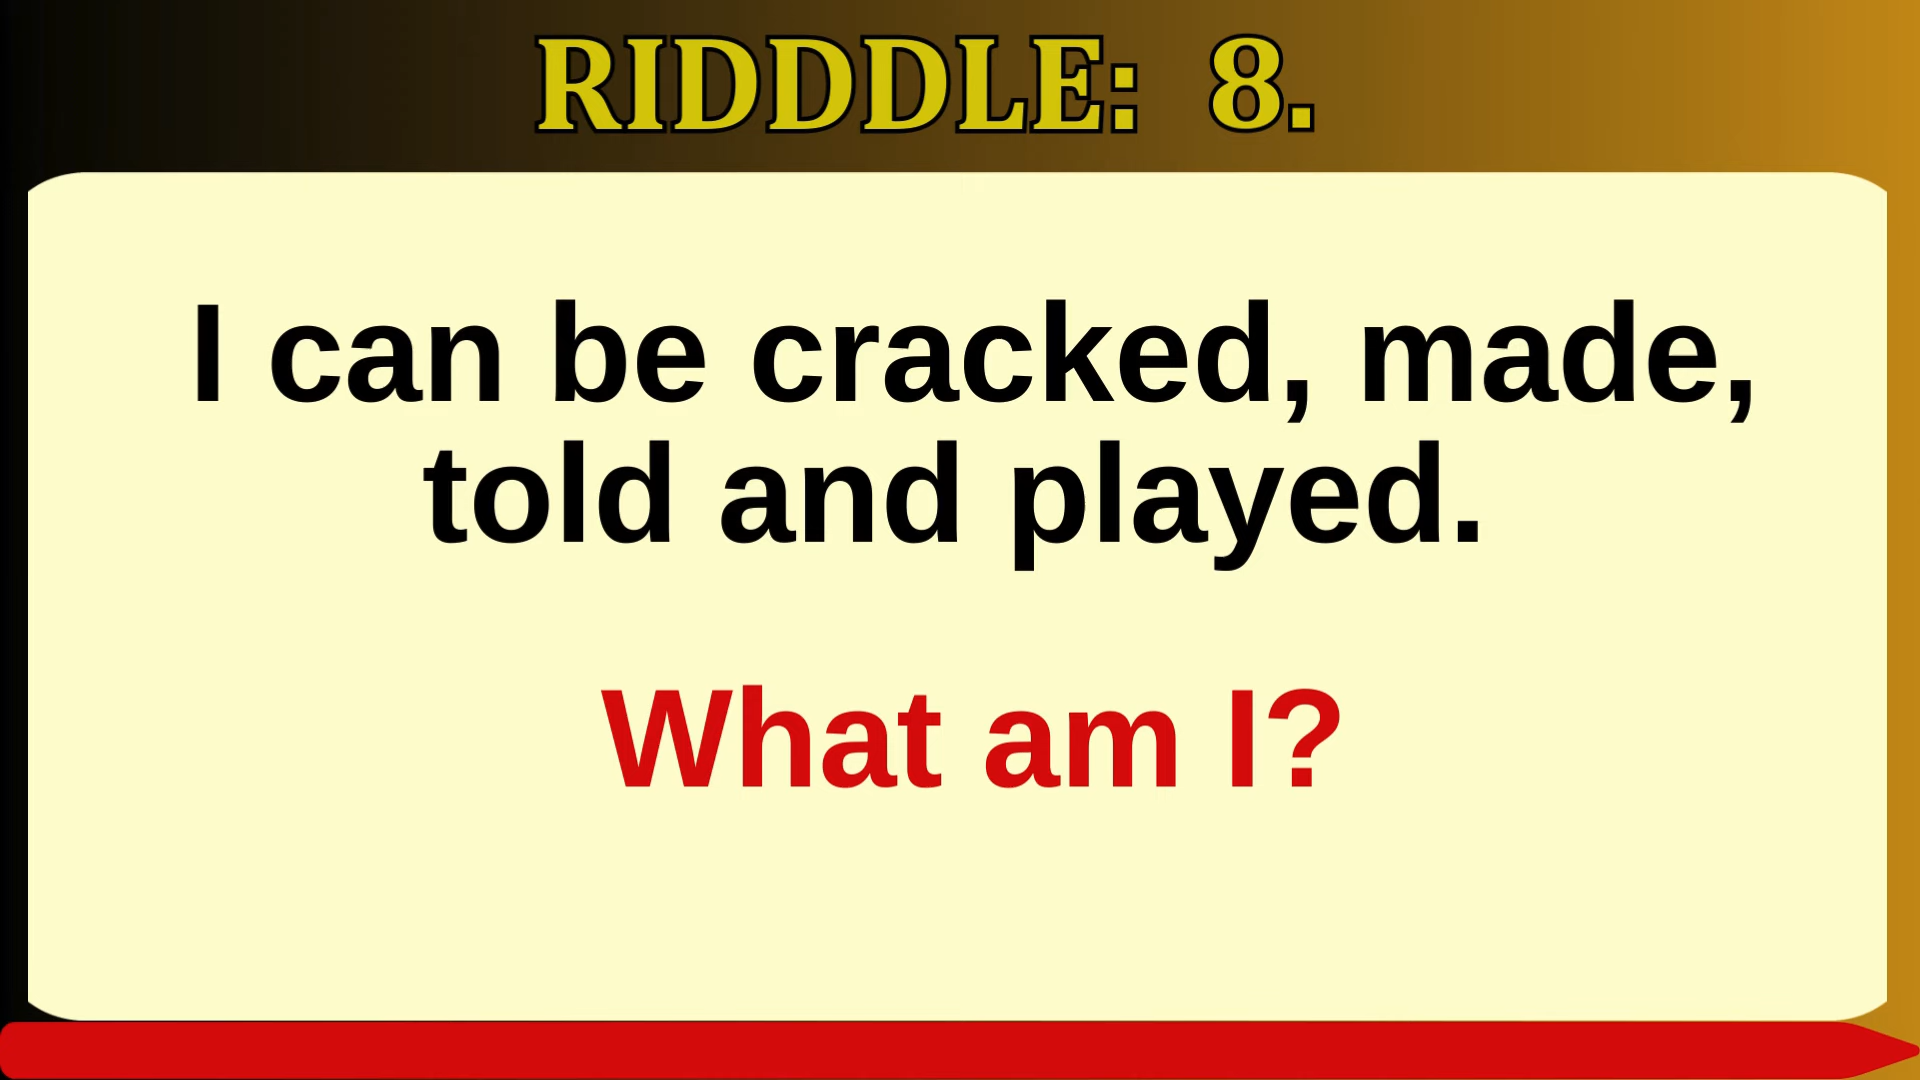 RIDDDLE: 8.
I can be cracked, made,
told and played.
What am I?